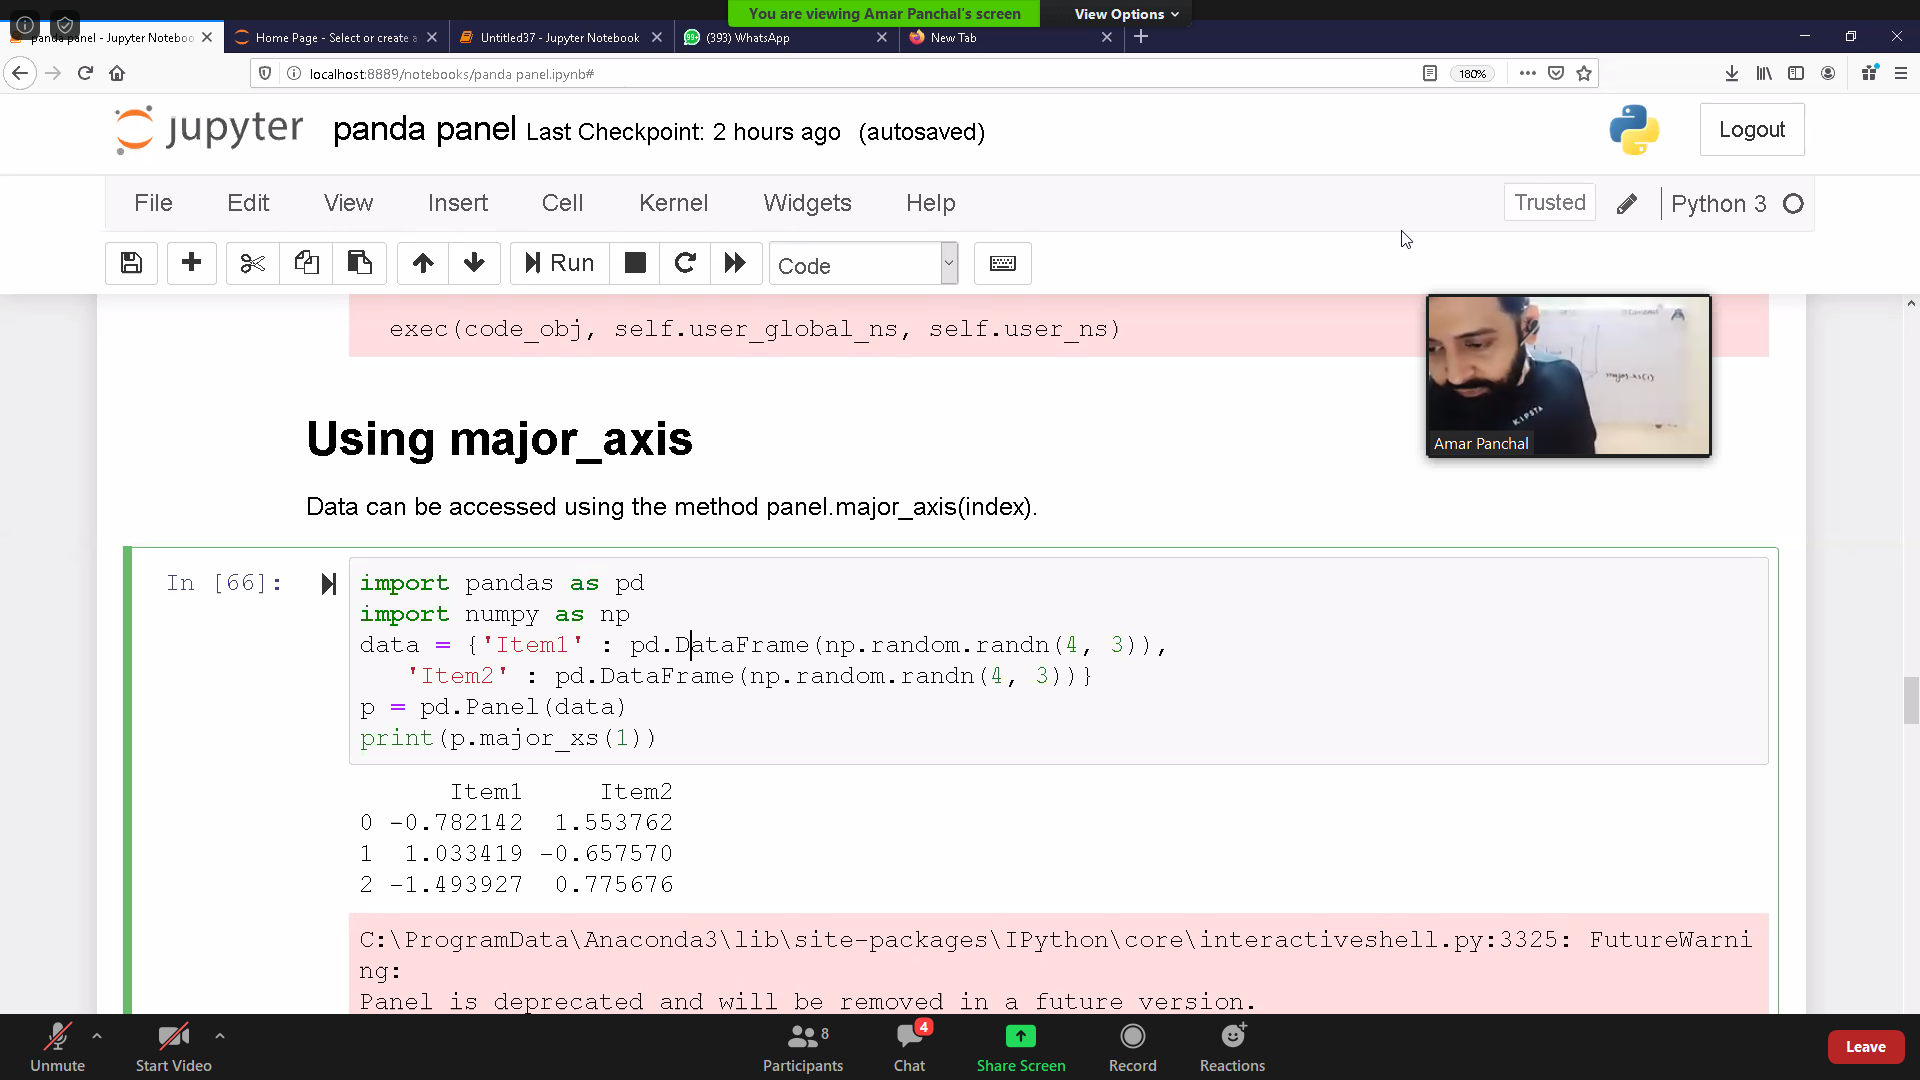 You are viewing Amar Panchal's screen
View Options
panda panel - Jupyter Noteboo
Home Page - Select or create a
Untitled37 - Jupyter Notebook
99+
(393) WhatsApp
New Tab
localhost:8889/notebooks/panda panel.ipynb#
180%
jupyter
panda panel Last Checkpoint: 2 hours ago (autosaved)
Logout
File Edit View Insert Cell Kernel Widgets Help
Trusted
Python 3
Run
Code
exec(code_obj, self.user_global_ns, self.user_ns)
KIPSTA
Amar Panchal
Using major_axis
Data can be accessed using the method panel.major_axis(index).
In [66]:
import pandas as pd
import numpy as np
data = {'Item1' : pd.DataFrame(np.random.randn(4, 3)),
'Item2' : pd.DataFrame(np.random.randn(4, 3))}
p = pd.Panel(data)
print(p.major_xs(1))
Item1 Item2
0 -0.782142 1.553762
1 1.033419 -0.657570
2 -1.493927 0.775676
C:\ProgramData\Anaconda3\lib\site-packages\IPython\core\interactiveshell.py:3325: FutureWarni
ng:
Panel is deprecated and will be removed in a future version.
Unmute
Start Video
8
Participants
4
Chat
Share Screen
Record
Reactions
Leave